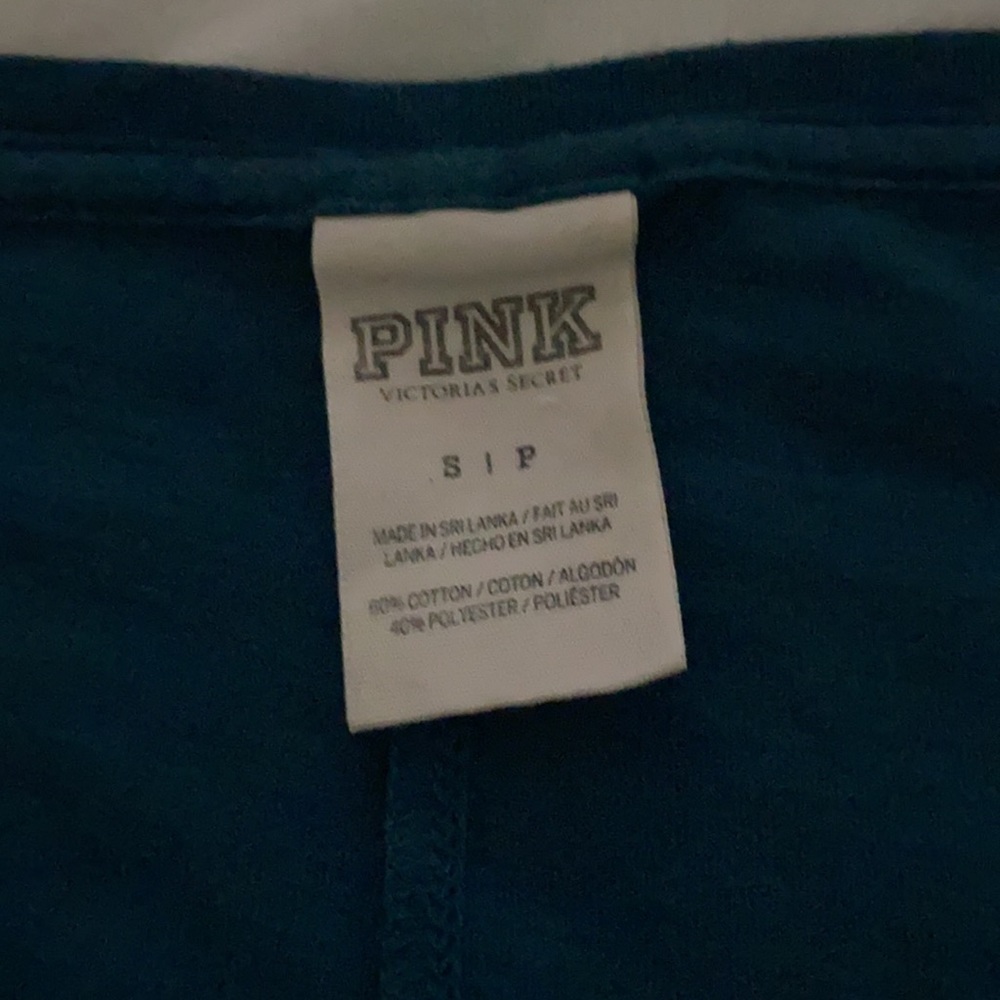 PINK
VICTORIA'S SECRET
S | P
MADE IN SRI LANKA / FAIT AU SRI
LANKA / HECHO EN SRI LANKA
60% COTTON / COTON / ALGODÓN
40% POLYESTER / POLIÉSTER